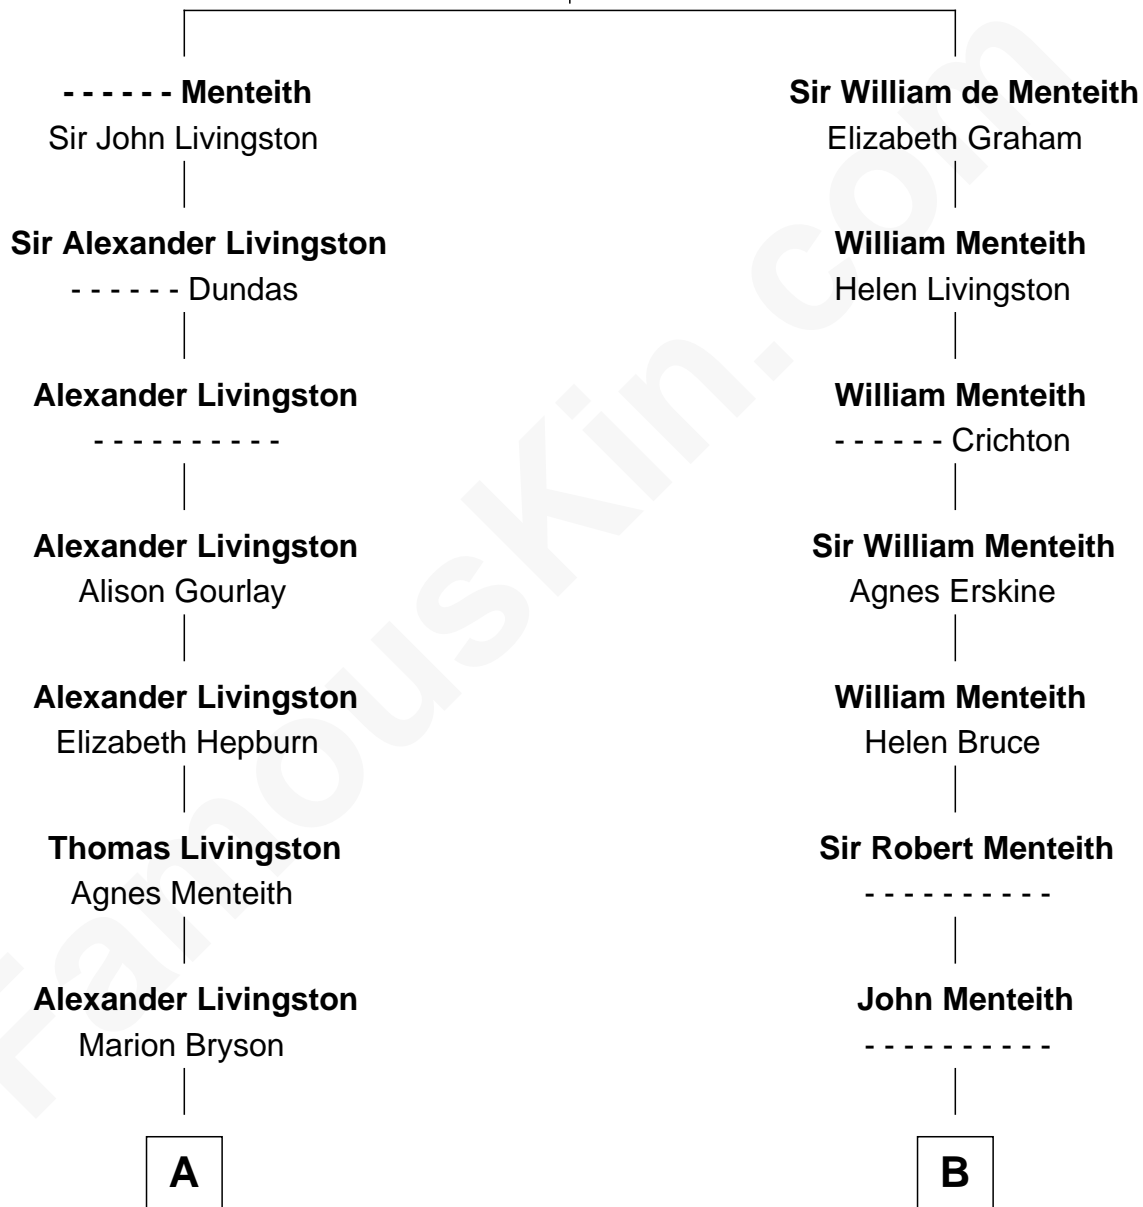 - - - - - - Menteith
Sir John Livingston
Sir Alexander Livingston
- - - - - - Dundas
Alexander Livingston
- - - - - - - - - -
Alexander Livingston
Alison Gourlay
Alexander Livingston
Elizabeth Hepburn
Thomas Livingston
Agnes Menteith
Alexander Livingston
Marion Bryson
A
Sir William de Menteith
Elizabeth Graham
William Menteith
Helen Livingston
William Menteith
- - - - - - Crichton
Sir William Menteith
Agnes Erskine
William Menteith
Helen Bruce
Sir Robert Menteith
- - - - - - - - - -
John Menteith
- - - - - - - - - -
B
FamousKin.com